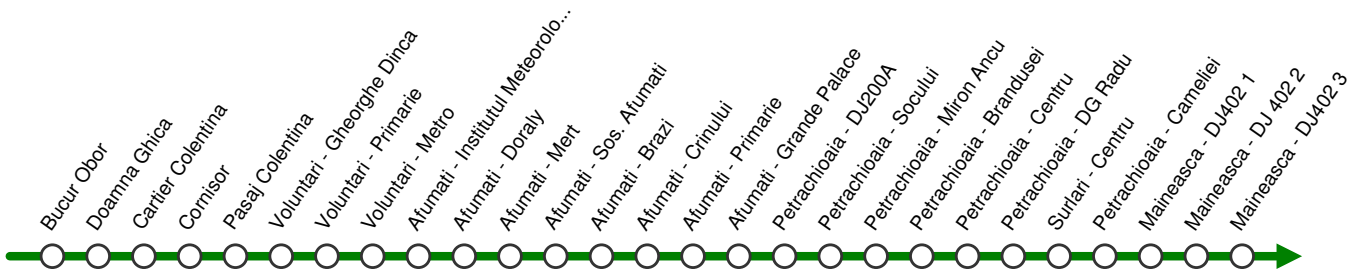 Bucur Obor
Doamna Ghica
Cartier Colentina
Cornisor
Pasaj Colentina
Voluntari - Gheorghe Dinca
Voluntari - Primarie
Voluntari - Metro
Afumati - Institutul Meteorolo...
Afumati - Doraly
Afumati - Mert
Afumati - Sos. Afumati
Afumati - Brazi
Afumati - Crinului
Afumati - Primarie
Afumati - Grande Palace
Petrachioaia - DJ200A
Petrachioaia - Socului
Petrachioaia - Miron Ancu
Petrachioaia - Brandusei
Petrachioaia - Centru
Petrachioaia - DG Radu
Surlari - Centru
Petrachioaia - Cameliei
Maineasca - DJ402 1
Maineasca - DJ 402 2
Maineasca - DJ402 3